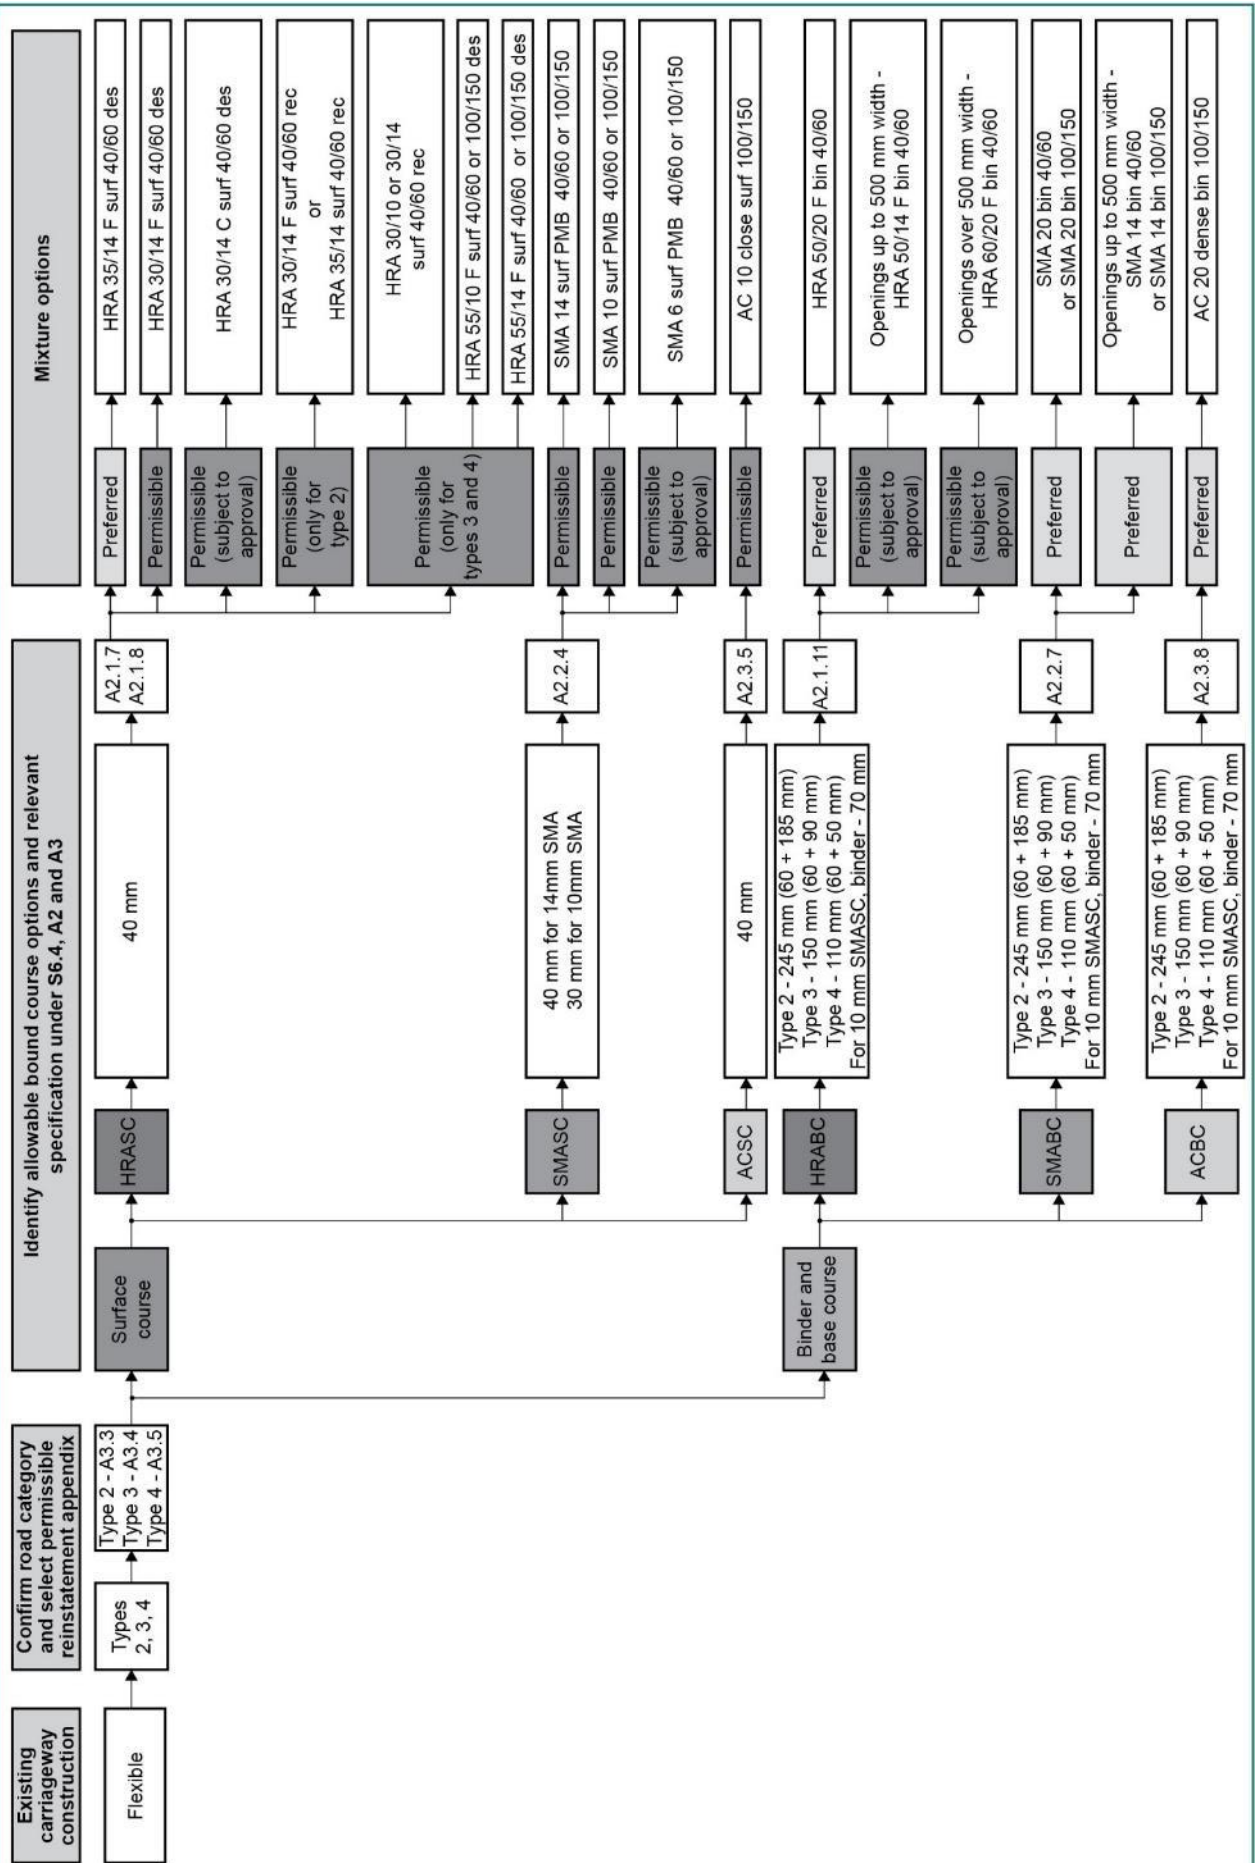 Existing
carriageway
construction
Confirm road category
and select permissible
reinstatement appendix
Identify allowable bound course options and relevant
specification under S6.4, A2 and A3
Mixture options
Flexible
Types
2, 3, 4
Type 2 - A3.3
Type 3 - A3.4
Type 4 - A3.5
Surface
course
HRASC
40 mm
A2.1.7
A2.1.8
Preferred
HRA 35/14 F surf 40/60 des
Permissible
HRA 30/14 F surf 40/60 des
Permissible
(subject to
approval)
HRA 30/14 C surf 40/60 des
Permissible
(only for
type 2)
HRA 30/14 F surf 40/60 rec
or
HRA 35/14 surf 40/60 rec
Permissible
(only for
types 3 and 4)
HRA 30/10 or 30/14
surf 40/60 rec
HRA 55/10 F surf 40/60 or 100/150 des
HRA 55/14 F surf 40/60 or 100/150 des
SMASC
40 mm for 14mm SMA
30 mm for 10mm SMA
A2.2.4
Permissible
SMA 14 surf PMB 40/60 or 100/150
Permissible
SMA 10 surf PMB 40/60 or 100/150
Permissible
(subject to
approval)
SMA 6 surf PMB 40/60 or 100/150
ACSC
40 mm
A2.3.5
Permissible
AC 10 close surf 100/150
Binder and
base course
HRABC
Type 2 - 245 mm (60 + 185 mm)
Type 3 - 150 mm (60 + 90 mm)
Type 4 - 110 mm (60 + 50 mm)
For 10 mm SMASC, binder - 70 mm
A2.1.11
Preferred
HRA 50/20 F bin 40/60
Permissible
(subject to
approval)
Openings up to 500 mm width -
HRA 50/14 F bin 40/60
Permissible
(subject to
approval)
Openings over 500 mm width -
HRA 60/20 F bin 40/60
SMABC
Type 2 - 245 mm (60 + 185 mm)
Type 3 - 150 mm (60 + 90 mm)
Type 4 - 110 mm (60 + 50 mm)
For 10 mm SMASC, binder - 70 mm
A2.2.7
Preferred
SMA 20 bin 40/60
or SMA 20 bin 100/150
Preferred
Openings up to 500 mm width -
SMA 14 bin 40/60
or SMA 14 bin 100/150
ACBC
Type 2 - 245 mm (60 + 185 mm)
Type 3 - 150 mm (60 + 90 mm)
Type 4 - 110 mm (60 + 50 mm)
For 10 mm SMASC, binder - 70 mm
A2.3.8
Preferred
AC 20 dense bin 100/150